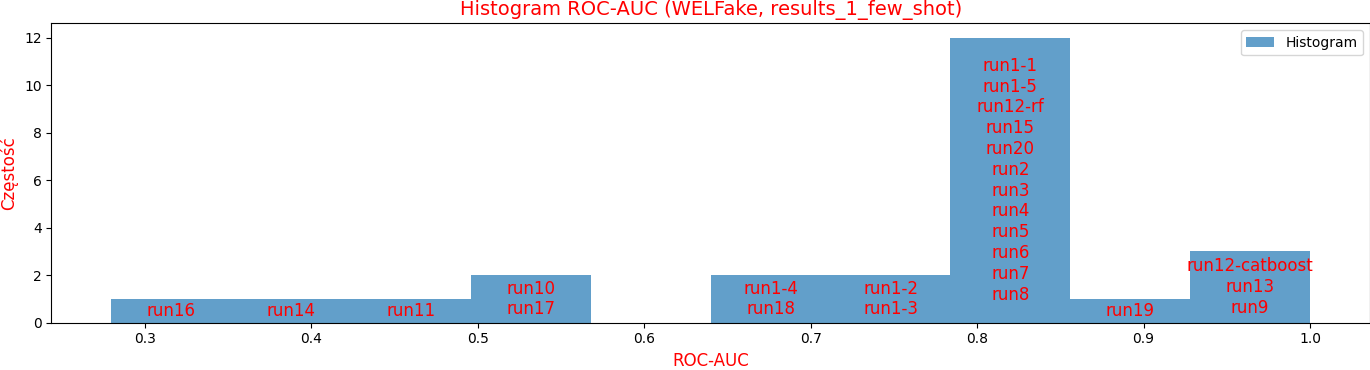 Histogram ROC-AUC (WELFake, results_1_few_shot)
Histogram
Częstość
12
10
8
6
4
2
0
run16
run14
run11
run10
run17
run1-4
run18
run1-2
run1-3
run1-1
run1-5
run12-rf
run15
run20
run2
run3
run4
run5
run6
run7
run8
run19
run12-catboost
run13
run9
0.3
0.4
0.5
0.6
0.7
0.8
0.9
1.0
ROC-AUC